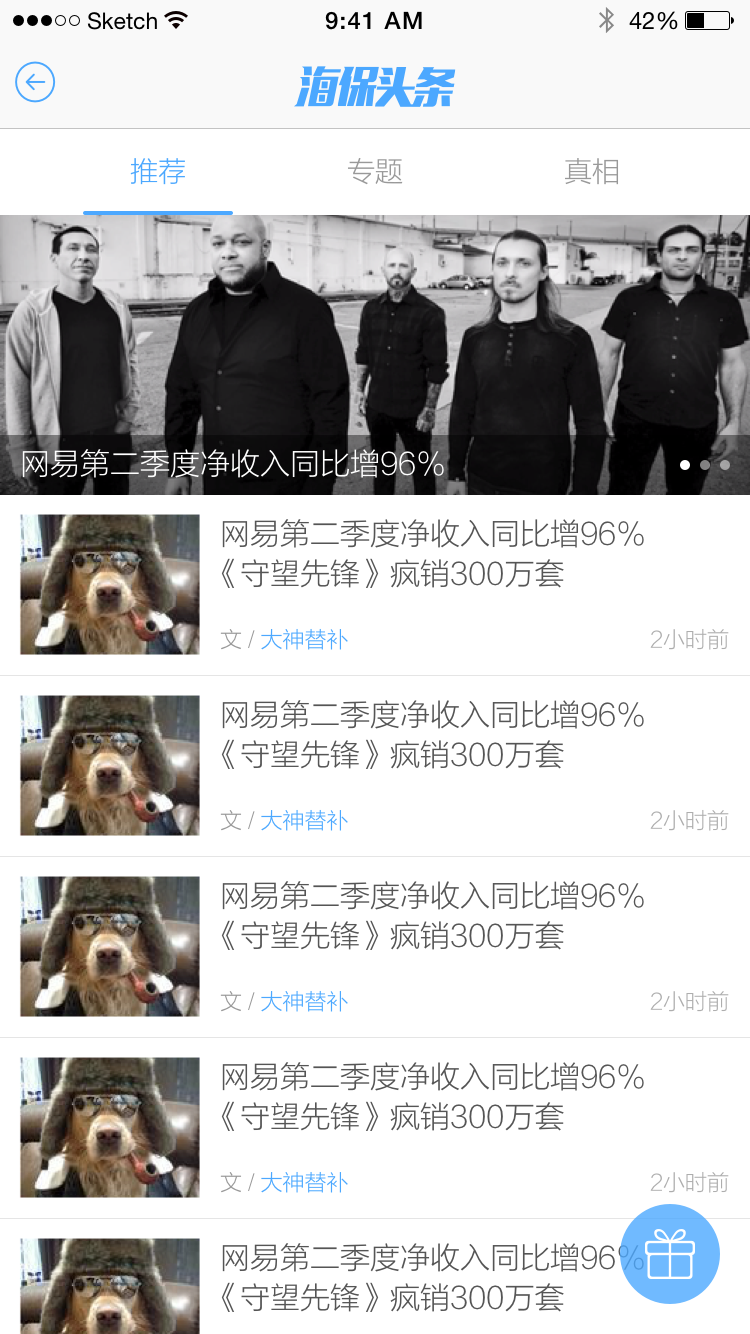 Sketch 9:41 AM 42%
海保头条
推荐 专题 真相
网易第二季度净收入同比增96%
网易第二季度净收入同比增96%
《守望先锋》疯销300万套
文 / 大神替补 2小时前
网易第二季度净收入同比增96%
《守望先锋》疯销300万套
文 / 大神替补 2小时前
网易第二季度净收入同比增96%
《守望先锋》疯销300万套
文 / 大神替补 2小时前
网易第二季度净收入同比增96%
《守望先锋》疯销300万套
文 / 大神替补 2小时前
网易第二季度净收入同比增96%
《守望先锋》疯销300万套